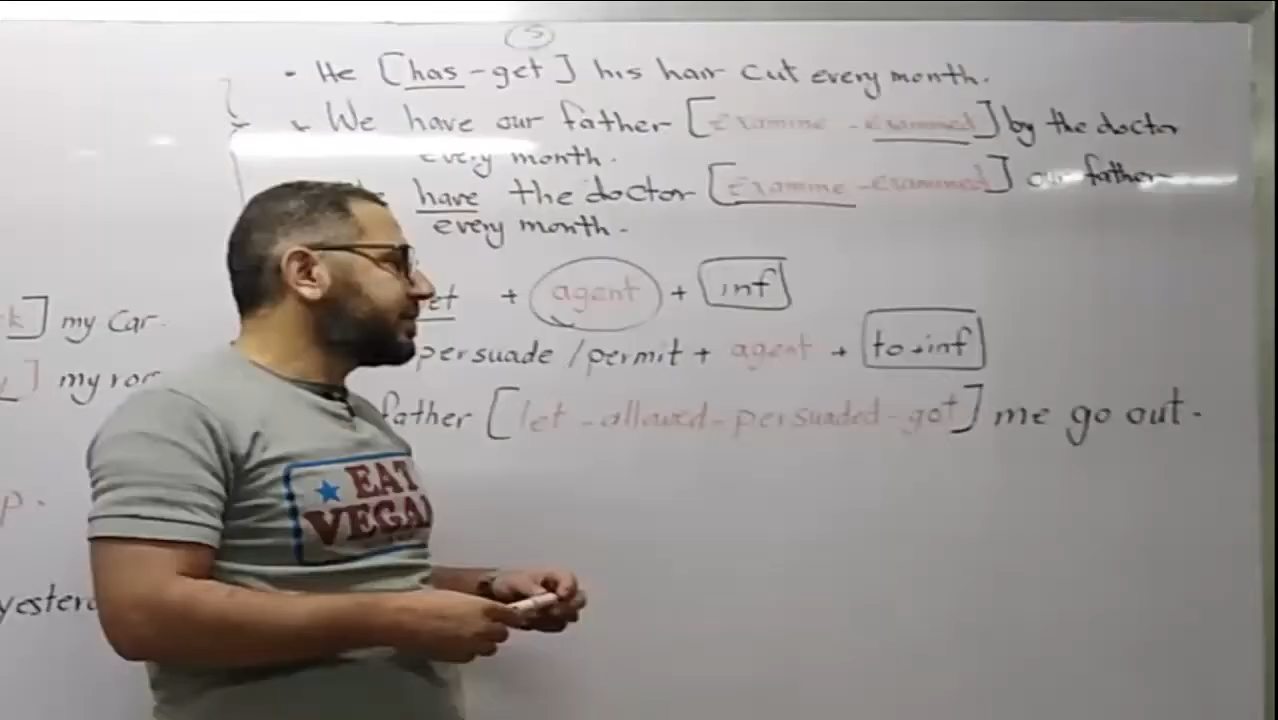 5
- He [has - get] his hair cut every month.
We have our father [examine - examined] by the doctor
every month.
have the doctor [examine - examined] our father
every month.
+ agent + inf
persuade / permit + agent + to + inf
father [let - allowed - persuaded - got] me go out.
] my car.
] my
EAT
VEGA